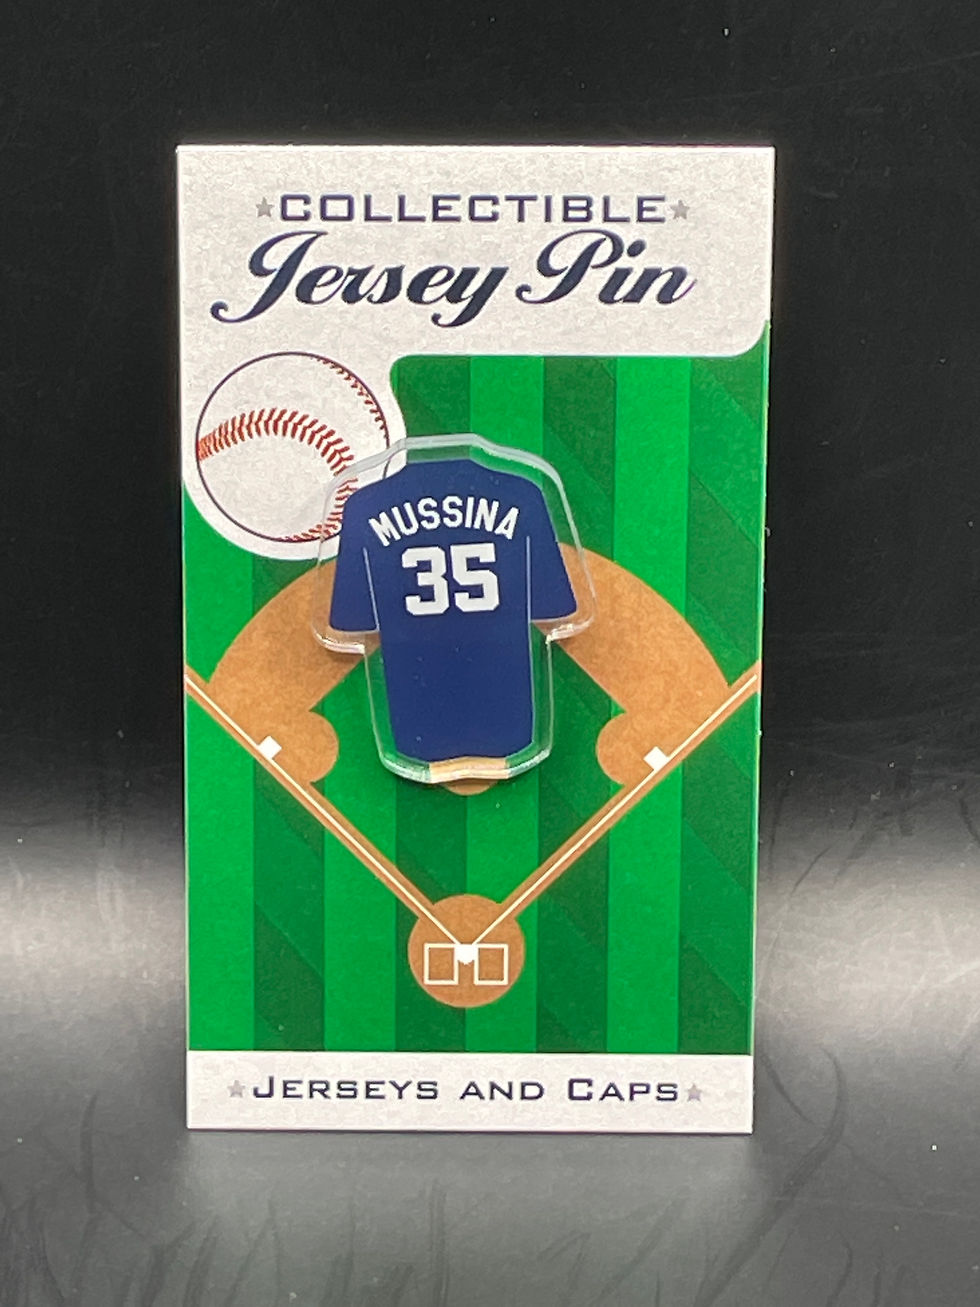 COLLECTIBLE
Jersey Pin
MUSSINA
35
JERSEYS AND CAPS